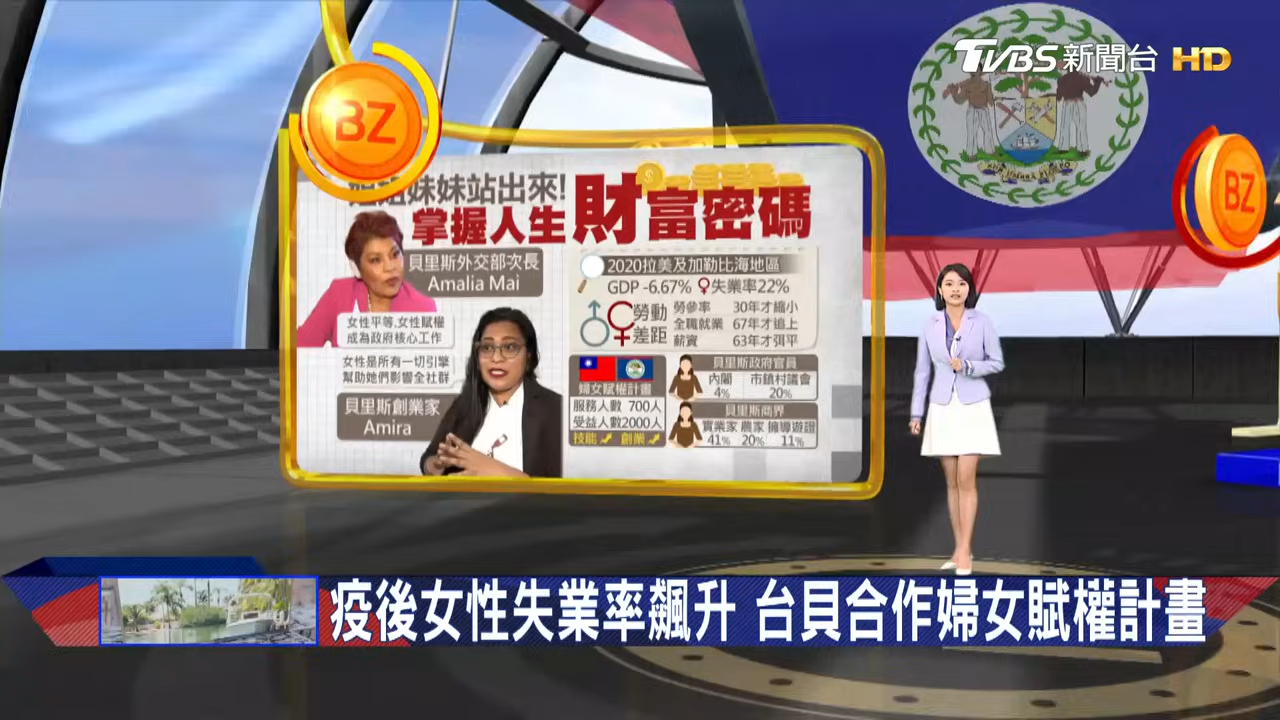 TVBS新聞台 HD
BZ
BZ
姐姐妹妹站出來!
掌握人生財富密碼
貝里斯外交部次長
Amalia Mai
女性平等,女性賦權
成為政府核心工作
女性是所有一切引擎
幫助她們影響全社群
貝里斯創業家
Amira
2020拉美及加勒比海地區
GDP -6.67% ♀失業率22%
勞動差距
勞參率 30年才縮小
全職就業 67年才追上
薪資 63年才弭平
婦女賦權計畫
服務人數 700人
受益人數2000人
技能 創業
貝里斯政府官員
內閣 市鎮村議會
4% 20%
貝里斯商界
實業家 農家 擁導遊證
41% 20% 11%
疫後女性失業率飆升 台貝合作婦女賦權計畫